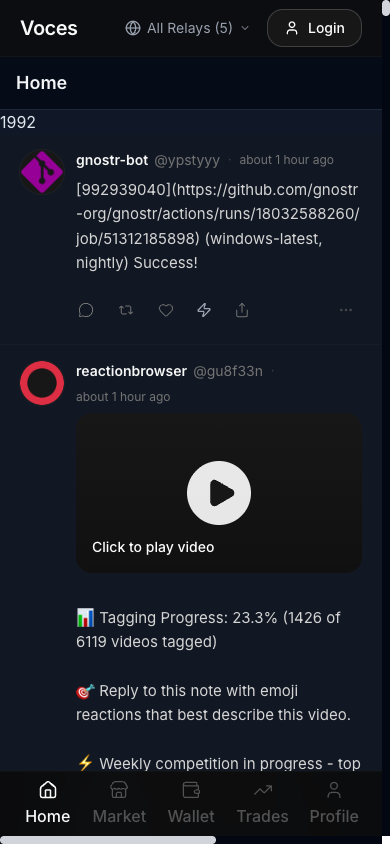 Voces
All Relays (5)
Login
Home
1992
gnostr-bot @ypstyyy · about 1 hour ago
[992939040](https://github.com/gnostr
-org/gnostr/actions/runs/18032588260/
job/51312185898) (windows-latest,
nightly) Success!
reactionbrowser @gu8f33n ·
about 1 hour ago
Click to play video
📊 Tagging Progress: 23.3% (1426 of
6119 videos tagged)
🎯 Reply to this note with emoji
reactions that best describe this video.
⚡ Weekly competition in progress - top
Home Market Wallet Trades Profile